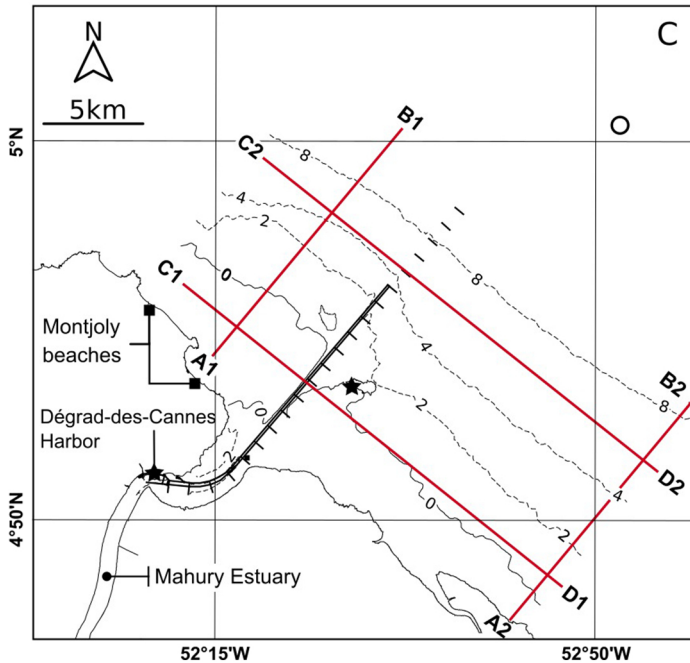 C
N
5km
B1
5°N
C2
8
4
2
C1
0
8
Montjoly
beaches
A1
4
B2
8
2
0
Dégrad-des-Cannes
Harbor
2
D2
0
4
4°50'N
2
Mahury Estuary
D1
A2
52°15'W
52°50'W